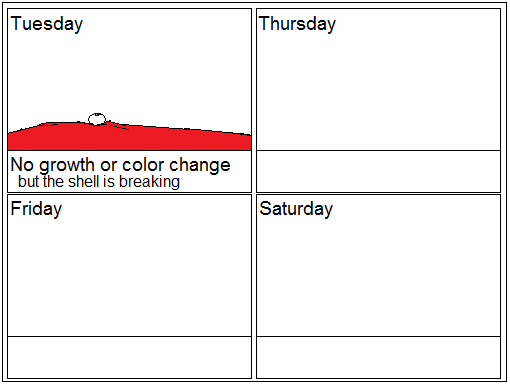 Tuesday
Thursday
No growth or color change
but the shell is breaking
Friday
Saturday